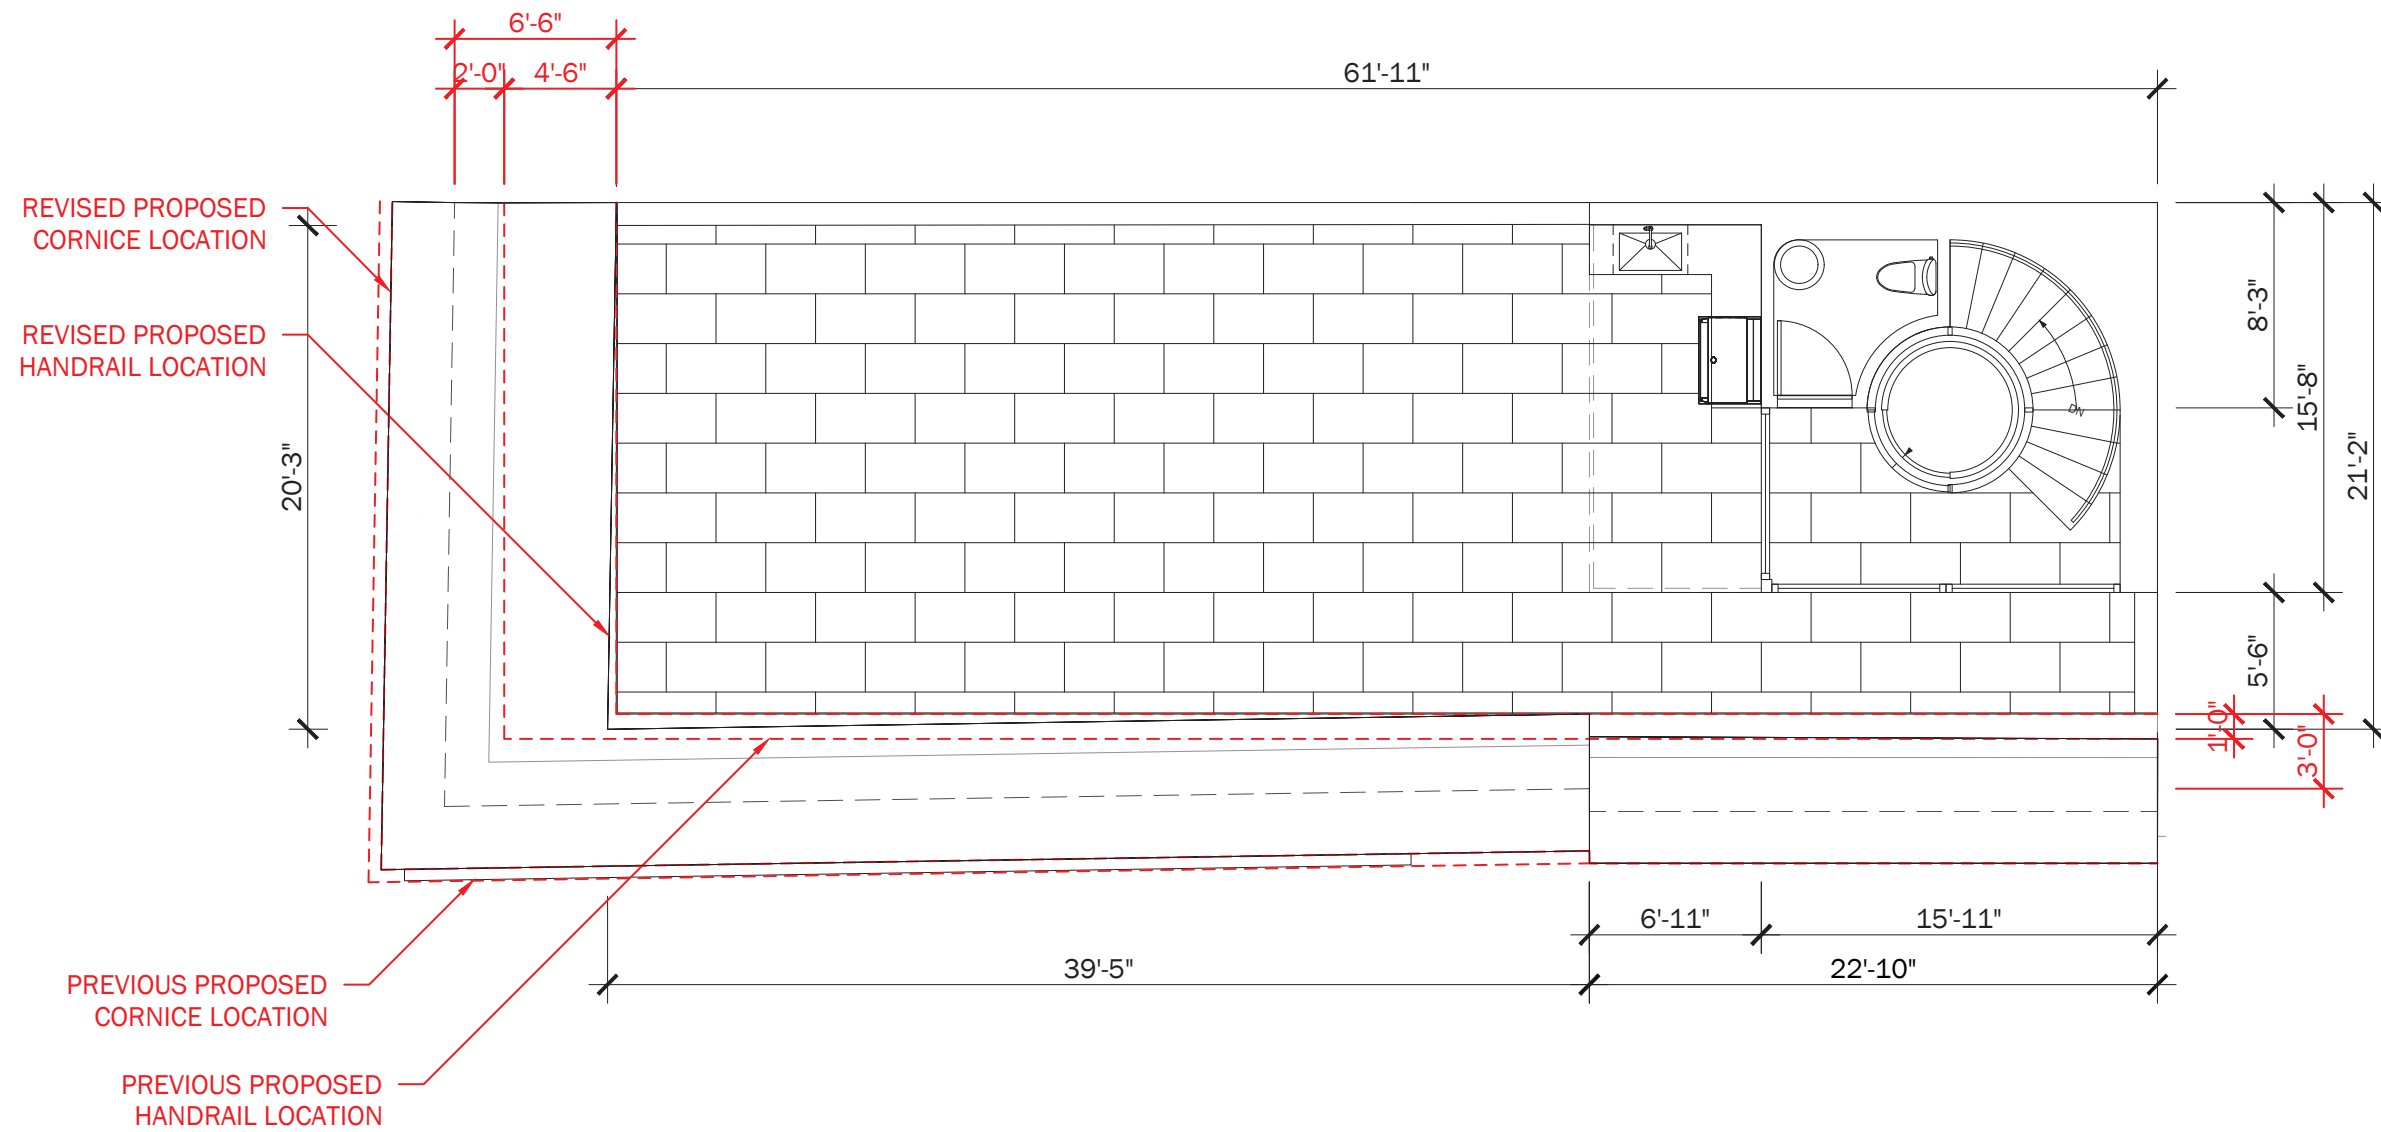 6'-6"
2'-0"
4'-6"
61'-11"
REVISED PROPOSED
CORNICE LOCATION
REVISED PROPOSED
HANDRAIL LOCATION
20'-3"
DN
8'-3"
15'-8"
21'-2"
5'-6"
1'-0"
3'-0"
6'-11"
15'-11"
39'-5"
22'-10"
PREVIOUS PROPOSED
CORNICE LOCATION
PREVIOUS PROPOSED
HANDRAIL LOCATION